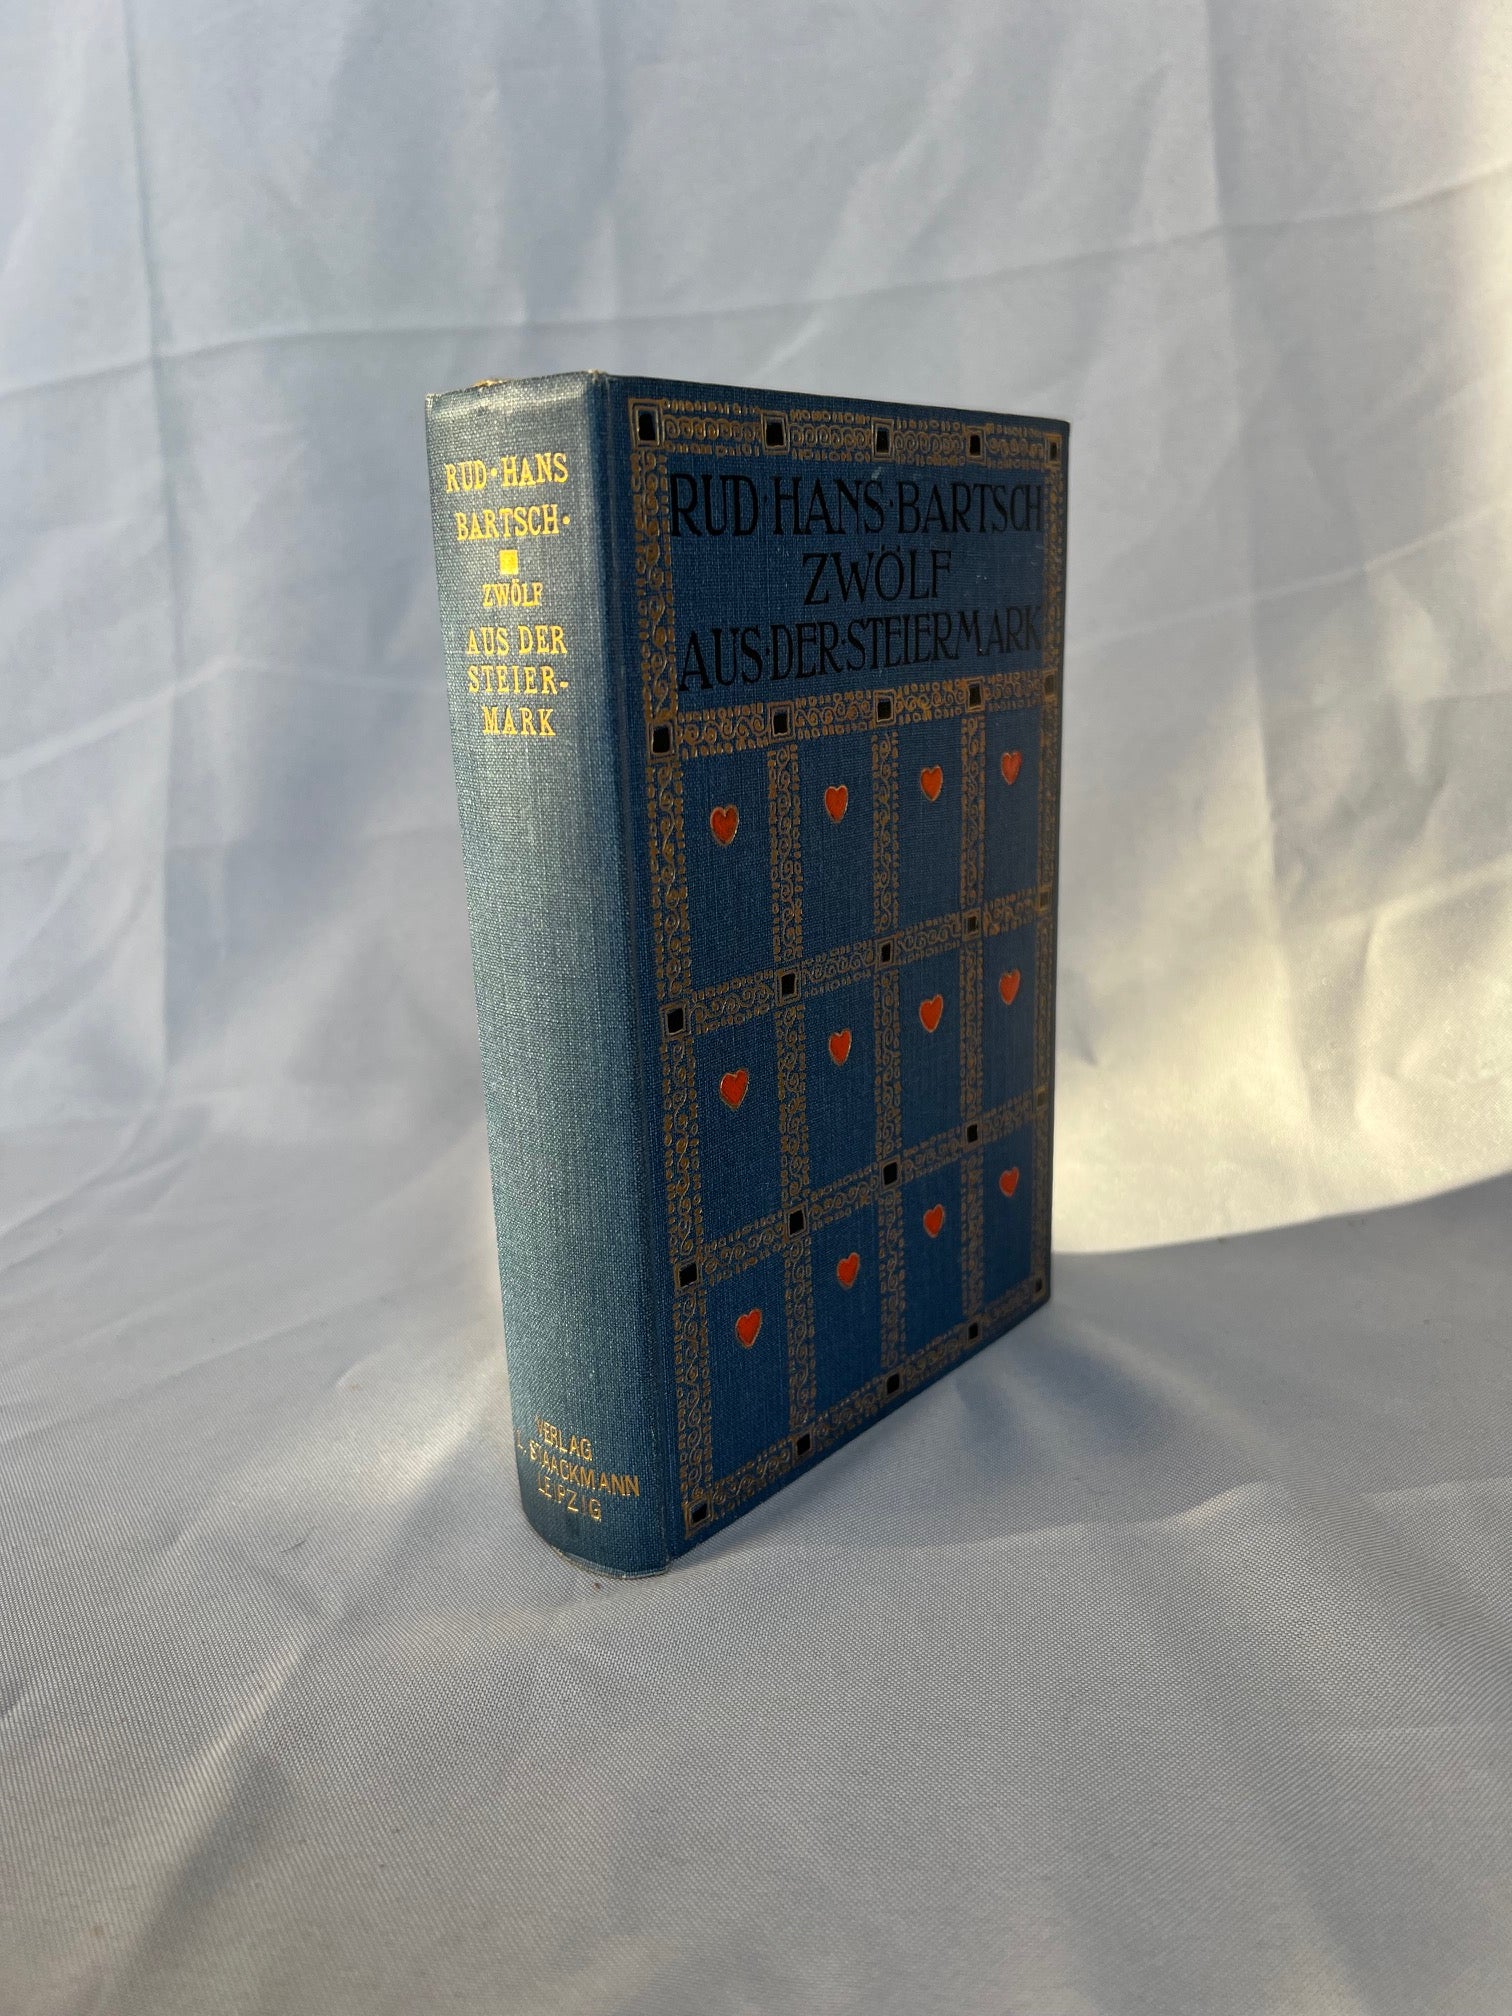 RUD·HANS
BARTSCH·
ZWÖLF
AUS DER
STEIER-
MARK
VERLAG
L. STAACKMANN
LEIPZIG
RUD·HANS·BARTSCH
ZWÖLF
AUS·DER·STEIERMARK